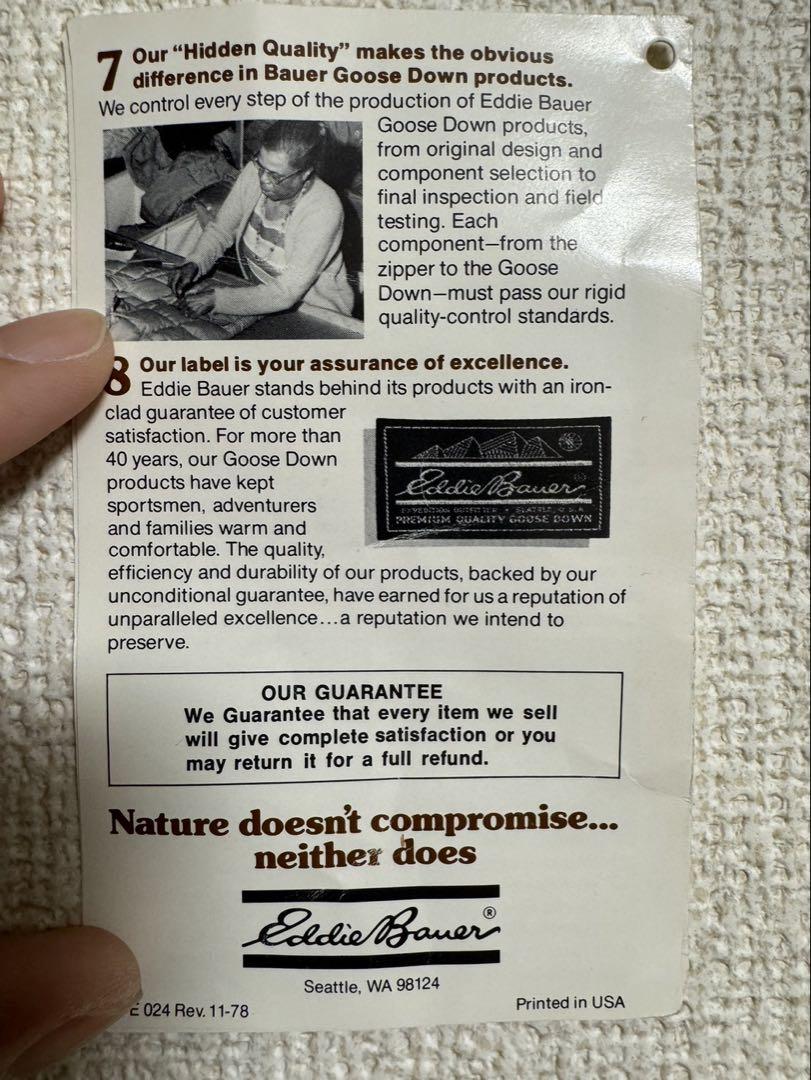 7 Our “Hidden Quality” makes the obvious
difference in Bauer Goose Down products.
We control every step of the production of Eddie Bauer
Goose Down products,
from original design and
component selection to
final inspection and field
testing. Each
component—from the
zipper to the Goose
Down—must pass our rigid
quality-control standards.
8 Our label is your assurance of excellence.
Eddie Bauer stands behind its products with an iron-
clad guarantee of customer
satisfaction. For more than
40 years, our Goose Down
products have kept
sportsmen, adventurers
and families warm and
comfortable. The quality,
efficiency and durability of our products, backed by our
unconditional guarantee, have earned for us a reputation of
unparalleled excellence...a reputation we intend to
preserve.
Eddie Bauer
EXPEDITION OUTFITTER • SEATTLE, U.S.A.
PREMIUM QUALITY GOOSE DOWN
OUR GUARANTEE
We Guarantee that every item we sell
will give complete satisfaction or you
may return it for a full refund.
Nature doesn't compromise...
neither does
Eddie Bauer®
Seattle, WA 98124
E 024 Rev. 11-78
Printed in USA